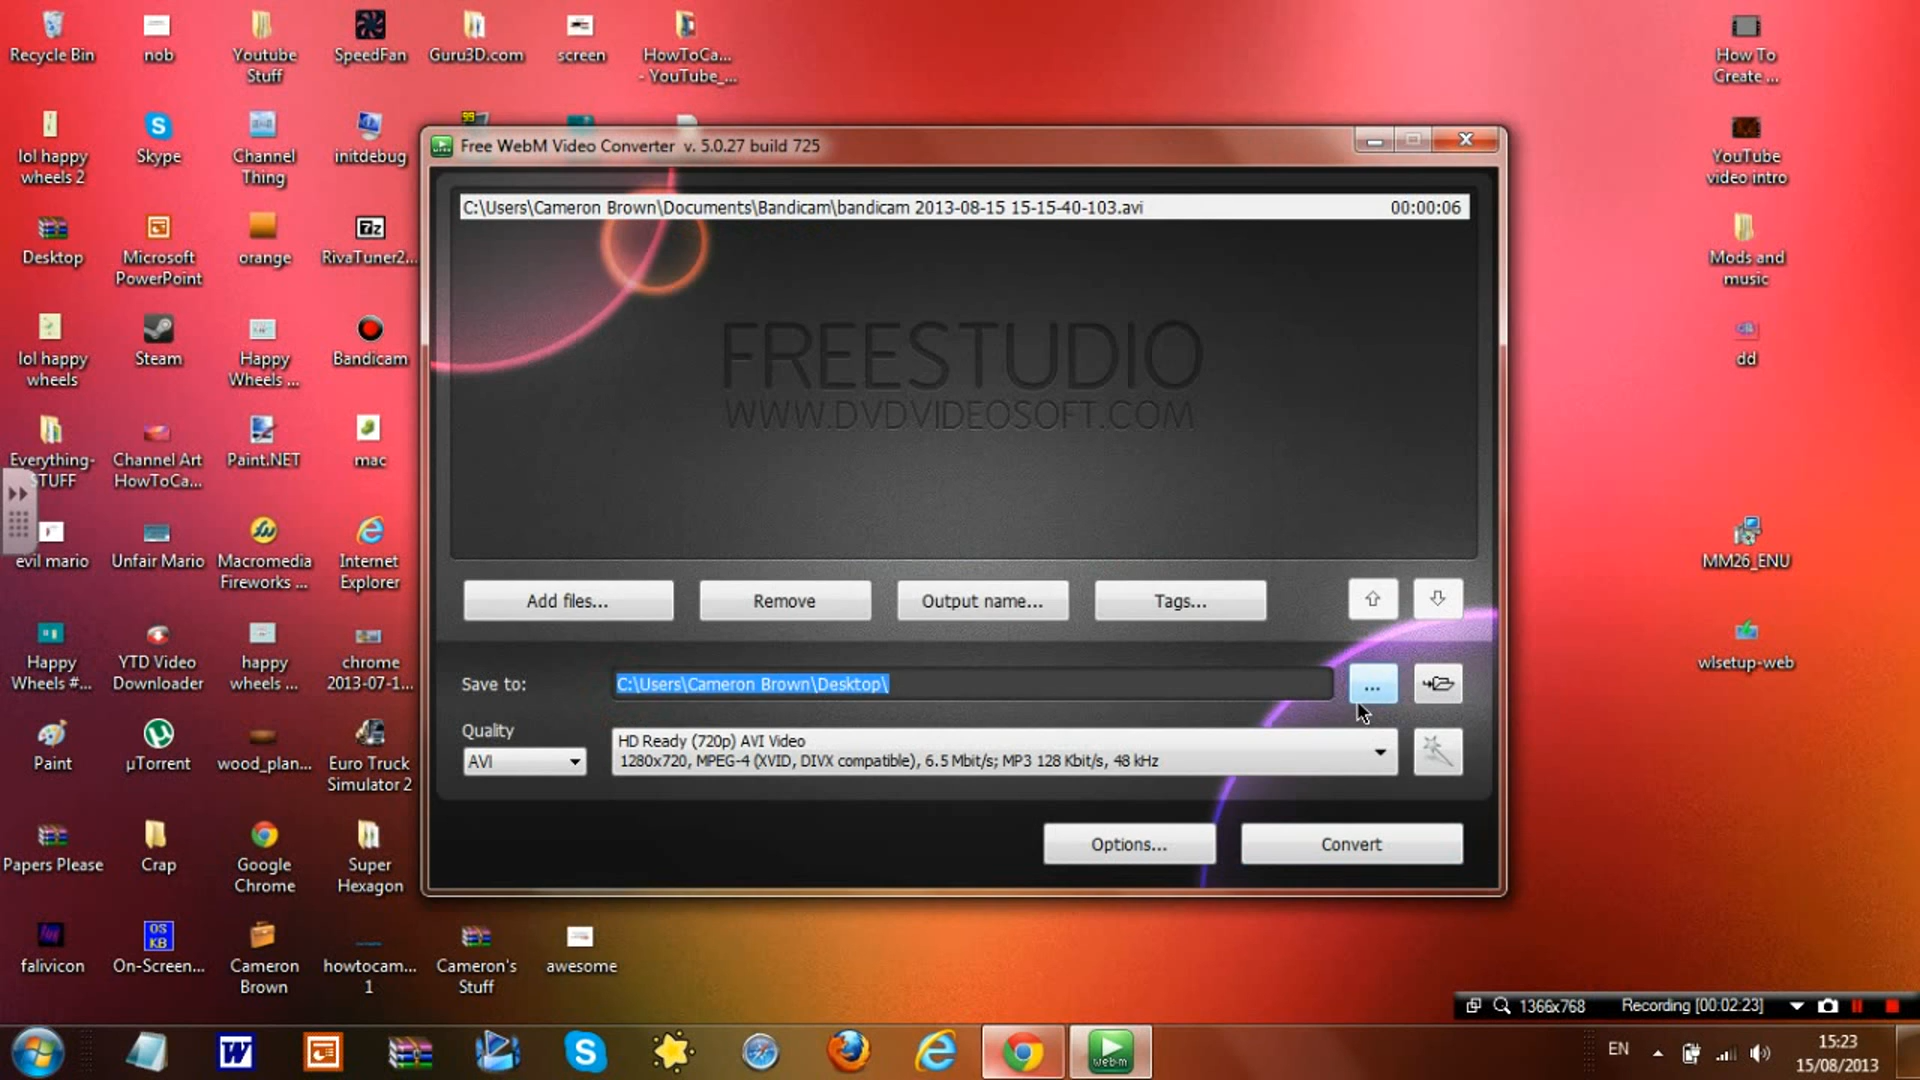 Recycle Bin
nob
Youtube
Stuff
SpeedFan
Guru3D.com
screen
HowToCa...
- YouTube_...
How To
Create ...
lol happy
wheels 2
Skype
Channel
Thing
initdebug
99
YouTube
video intro
Free WebM Video Converter v. 5.0.27 build 725
C:\Users\Cameron Brown\Documents\Bandicam\bandicam 2013-08-15 15-15-40-103.avi
00:00:06
Desktop
Microsoft
PowerPoint
orange
7z
RivaTuner2...
Mods and
music
FREESTUDIO
WWW.DVDVIDEOSOFT.COM
lol happy
wheels
Steam
Happy
Wheels ...
Bandicam
dd
Everything-
STUFF
Channel Art
HowToCa...
Paint.NET
mac
evil mario
Unfair Mario
Macromedia
Fireworks ...
Internet
Explorer
MM26_ENU
Add files...
Remove
Output name...
Tags...
Happy
Wheels #...
YTD Video
Downloader
happy
wheels ...
chrome
2013-07-1...
wlsetup-web
Save to:
C:\Users\Cameron Brown\Desktop\
...
Quality
AVI
HD Ready (720p) AVI Video
1280x720, MPEG-4 (XVID, DIVX compatible), 6.5 Mbit/s; MP3 128 Kbit/s, 48 kHz
Paint
µTorrent
wood_plan...
Euro Truck
Simulator 2
Options...
Convert
Papers Please
Crap
Google
Chrome
Super
Hexagon
falivicon
OS
KB
On-Screen...
Cameron
Brown
howtocam...
1
Cameron's
Stuff
awesome
1366x768
Recording [00:02:23]
W
S
webm
EN
15:23
15/08/2013